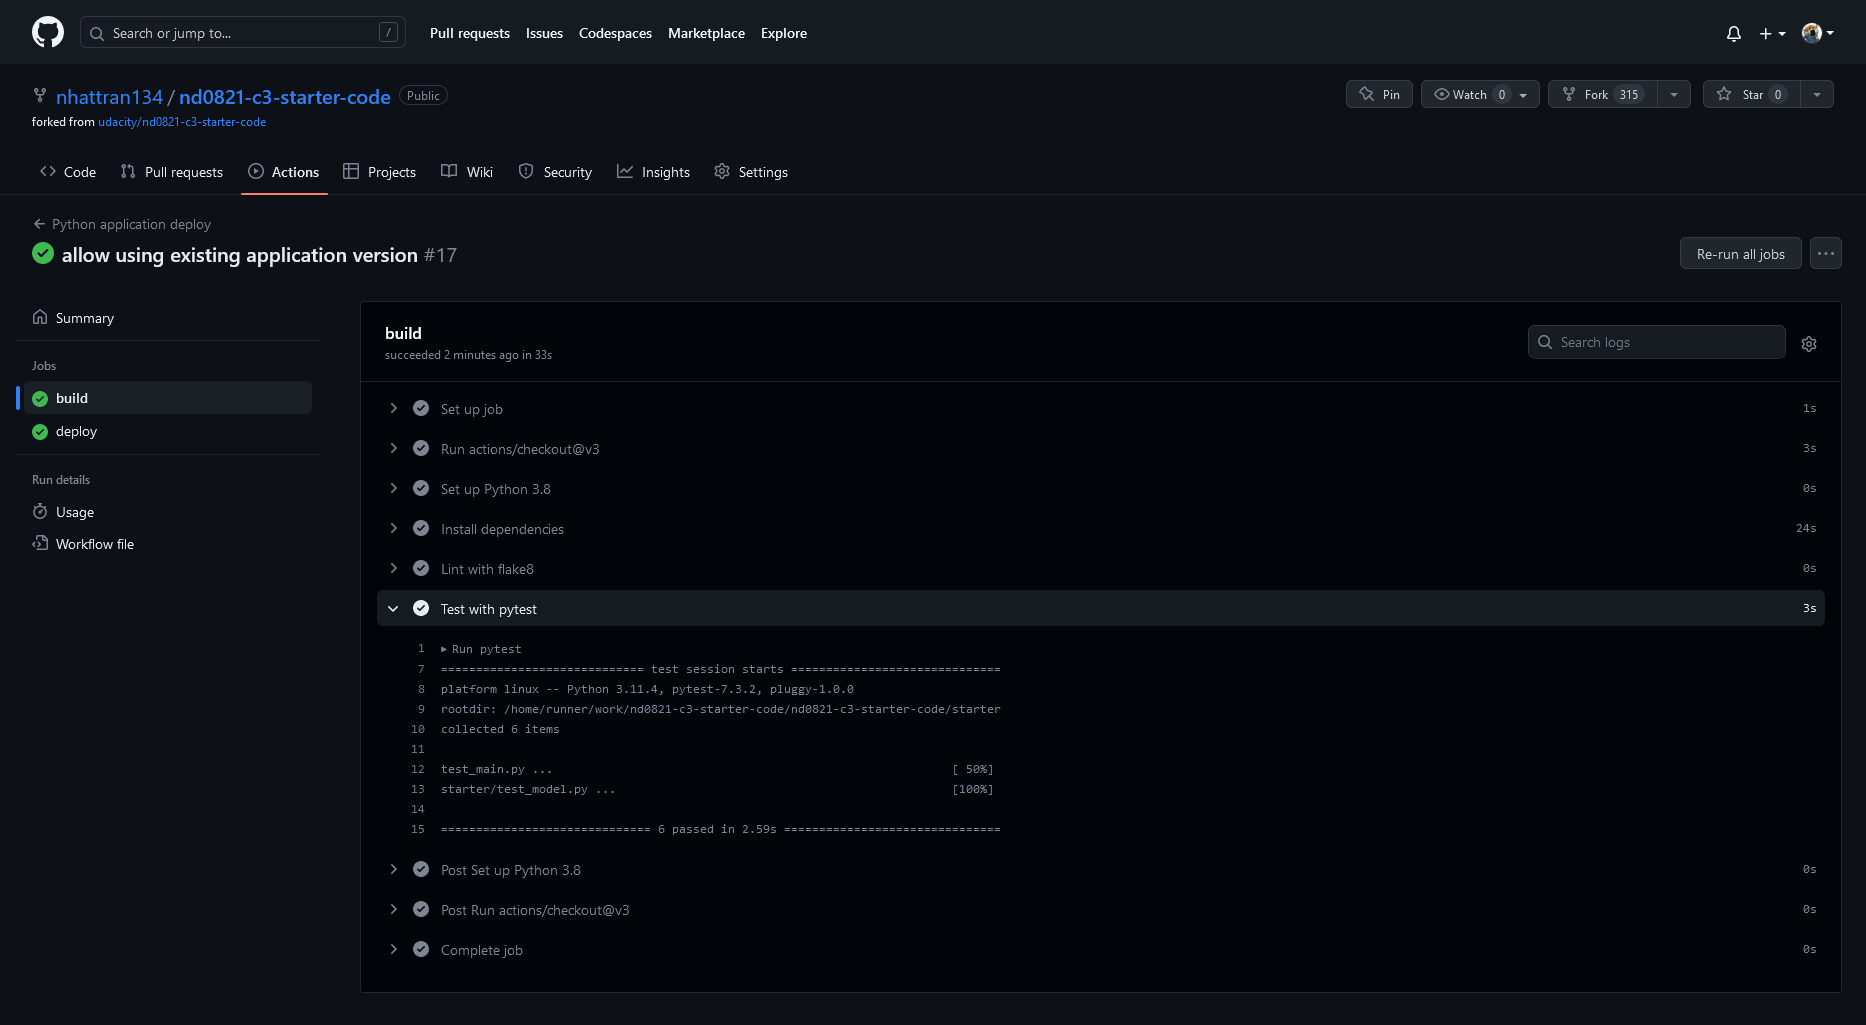 Search or jump to...
/
Pull requests
Issues
Codespaces
Marketplace
Explore
nhattran134 / nd0821-c3-starter-code
Public
forked from udacity/nd0821-c3-starter-code
Pin
Watch 0
Fork 315
Star 0
Code
Pull requests
Actions
Projects
Wiki
Security
Insights
Settings
Python application deploy
allow using existing application version #17
Re-run all jobs
Summary
Jobs
build
deploy
Run details
Usage
Workflow file
build
succeeded 2 minutes ago in 33s
Search logs
Set up job 1s
Run actions/checkout@v3 3s
Set up Python 3.8 0s
Install dependencies 24s
Lint with flake8 0s
Test with pytest 3s
1 ▸ Run pytest
7 ============================= test session starts ==============================
8 platform linux -- Python 3.11.4, pytest-7.3.2, pluggy-1.0.0
9 rootdir: /home/runner/work/nd0821-c3-starter-code/nd0821-c3-starter-code/starter
10 collected 6 items
11
12 test_main.py ... [ 50%]
13 starter/test_model.py ... [100%]
14
15 ============================== 6 passed in 2.59s ===============================
Post Set up Python 3.8 0s
Post Run actions/checkout@v3 0s
Complete job 0s